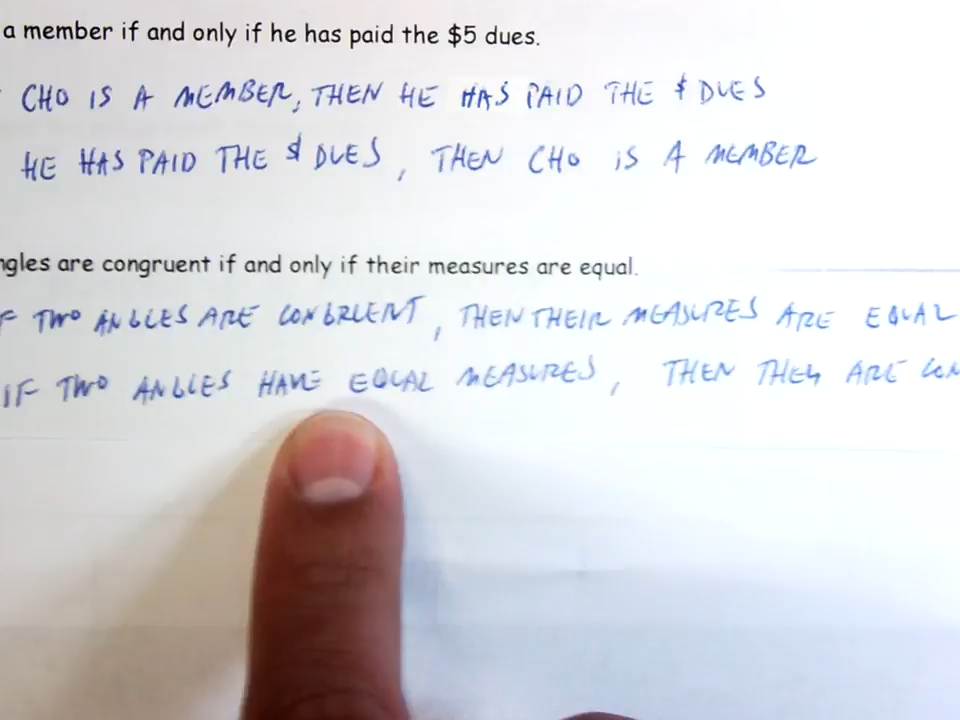 a member if and only if he has paid the $5 dues.
CHO IS A MEMBER, THEN HE HAS PAID THE $ DUES
HE HAS PAID THE $ DUES, THEN CHO IS A MEMBER
ngles are congruent if and only if their measures are equal.
F TWO ANGLES ARE CONGRUENT, THEN THEIR MEASURES ARE EQUAL
IF TWO ANGLES HAVE EQUAL MEASURES, THEN THEY ARE CON